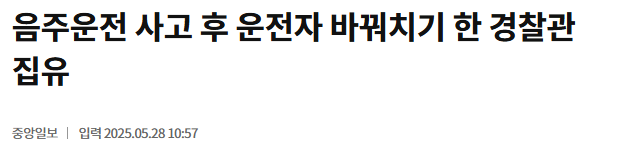 음주운전 사고 후 운전자 바꿔치기 한 경찰관
집유
중앙일보 | 입력 2025.05.28 10:57